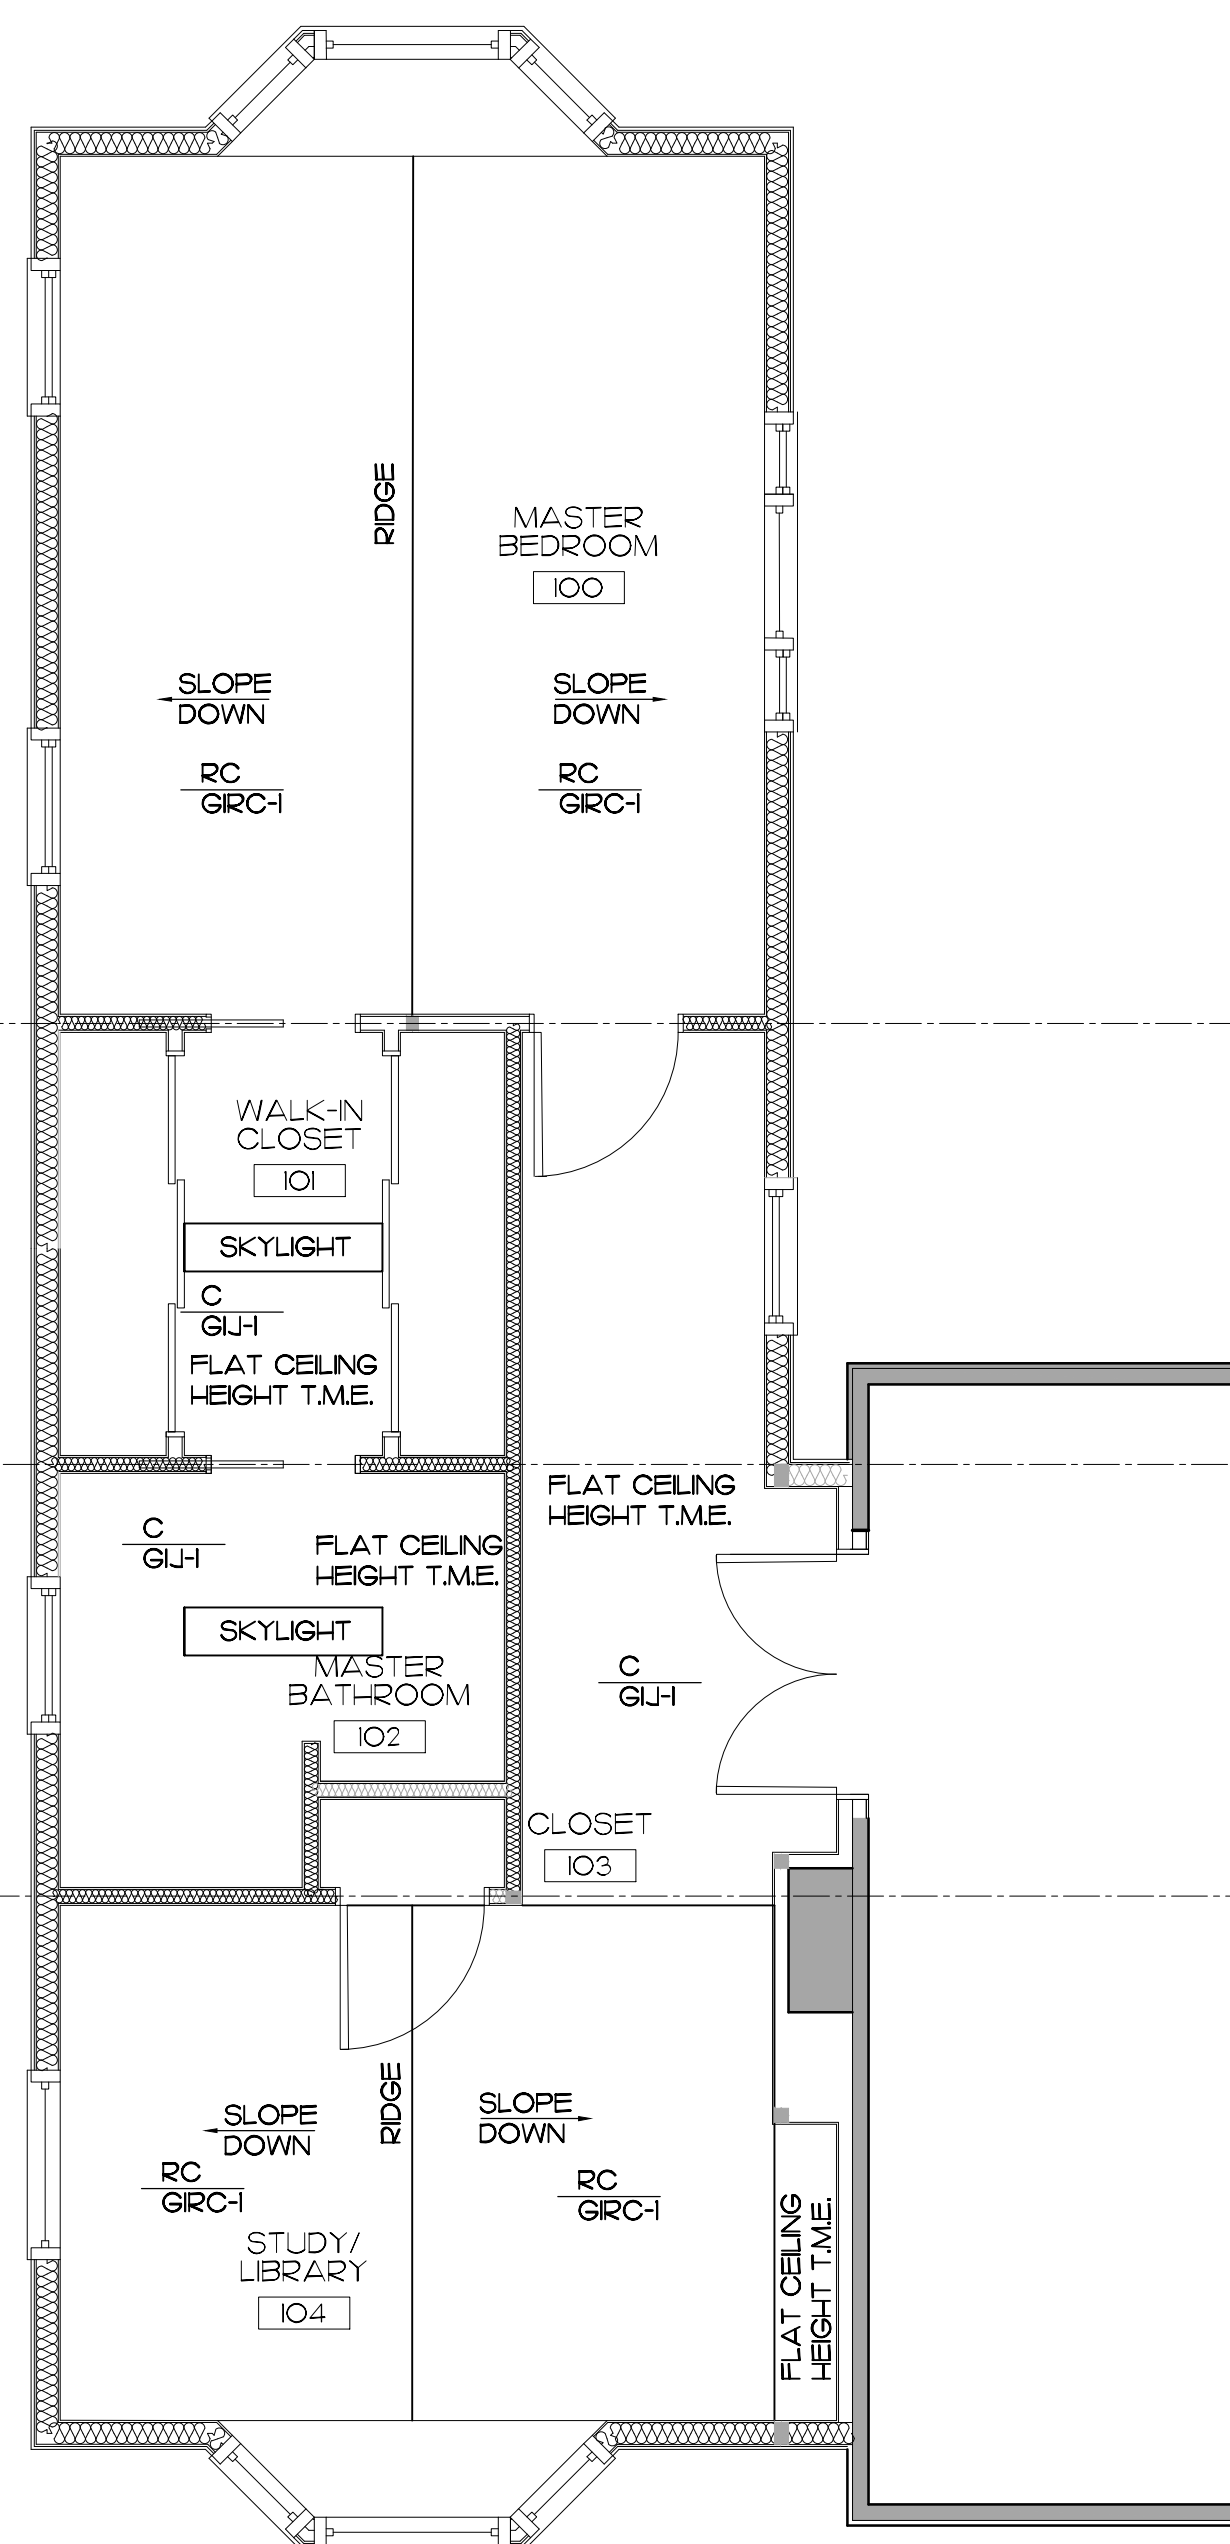 RIDGE
MASTER
BEDROOM
100
SLOPE
DOWN
SLOPE
DOWN
RC
GIRC-1
RC
GIRC-1
WALK-IN
CLOSET
101
SKYLIGHT
C
GIJ-1
FLAT CEILING
HEIGHT T.M.E.
FLAT CEILING
HEIGHT T.M.E.
C
GIJ-1
FLAT CEILING
HEIGHT T.M.E.
SKYLIGHT
MASTER
BATHROOM
102
C
GIJ-1
CLOSET
103
RIDGE
SLOPE
DOWN
SLOPE
DOWN
RC
GIRC-1
RC
GIRC-1
STUDY/
LIBRARY
104
FLAT CEILING
HEIGHT T.M.E.